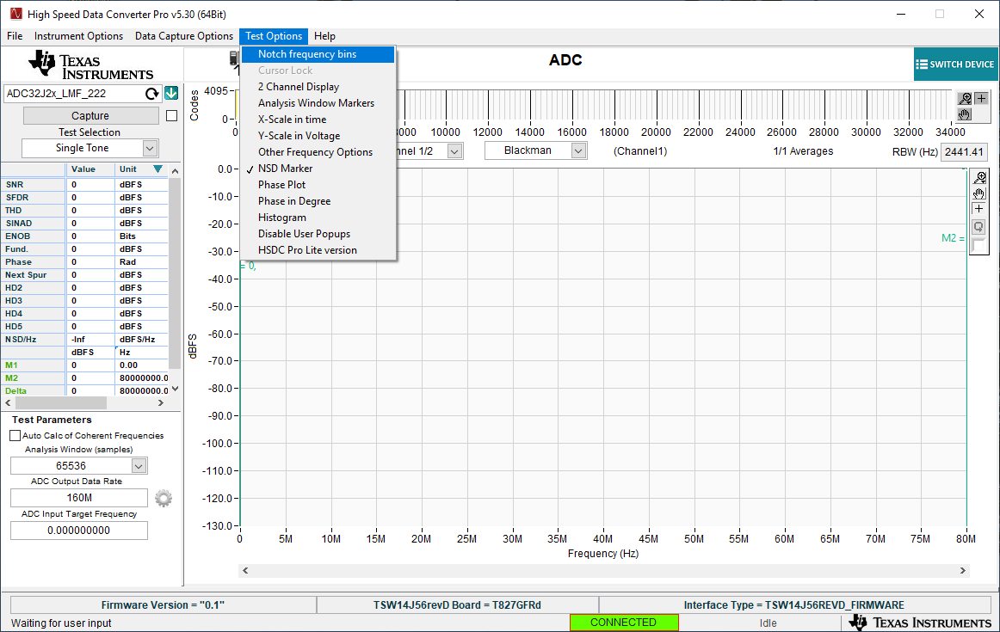 High Speed Data Converter Pro v5.30 (64Bit)
File Instrument Options Data Capture Options Test Options Help
TEXAS INSTRUMENTS
ADC
SWITCH DEVICE
Notch frequency bins
Cursor Lock
2 Channel Display
Analysis Window Markers
X-Scale in time
Y-Scale in Voltage
Other Frequency Options
NSD Marker
Phase Plot
Phase in Degree
Histogram
Disable User Popups
HSDC Pro Lite version
ADC32J2x_LMF_222
Capture
Test Selection
Single Tone
Codes
4095
0
0 8000 10000 12000 14000 16000 18000 20000 22000 24000 26000 28000 30000 32000 34000
nnel 1/2 Blackman (Channel1) 1/1 Averages RBW (Hz) 2441.41
Value Unit
SNR 0 dBFS
SFDR 0 dBFS
THD 0 dBFS
SINAD 0 dBFS
ENOB 0 Bits
Fund. 0 dBFS
Phase 0 Rad
Next Spur 0 dBFS
HD2 0 dBFS
HD3 0 dBFS
HD4 0 dBFS
HD5 0 dBFS
NSD/Hz -Inf dBFS/Hz
dBFS Hz
M1 0 0.00
M2 0 80000000.0
Delta 0 80000000.0
Test Parameters
Auto Calc of Coherent Frequencies
Analysis Window (samples)
65536
ADC Output Data Rate
160M
ADC Input Target Frequency
0.000000000
dBFS
0.0
-10.0
-20.0
-30.0
-40.0
-50.0
-60.0
-70.0
-80.0
-90.0
-100.0
-110.0
-120.0
-130.0
M2 =
= 0,
0 5M 10M 15M 20M 25M 30M 35M 40M 45M 50M 55M 60M 65M 70M 75M 80M
Frequency (Hz)
Firmware Version = "0.1" TSW14J56revD Board = T827GFRd Interface Type = TSW14J56REVD_FIRMWARE
Waiting for user input CONNECTED Idle TEXAS INSTRUMENTS